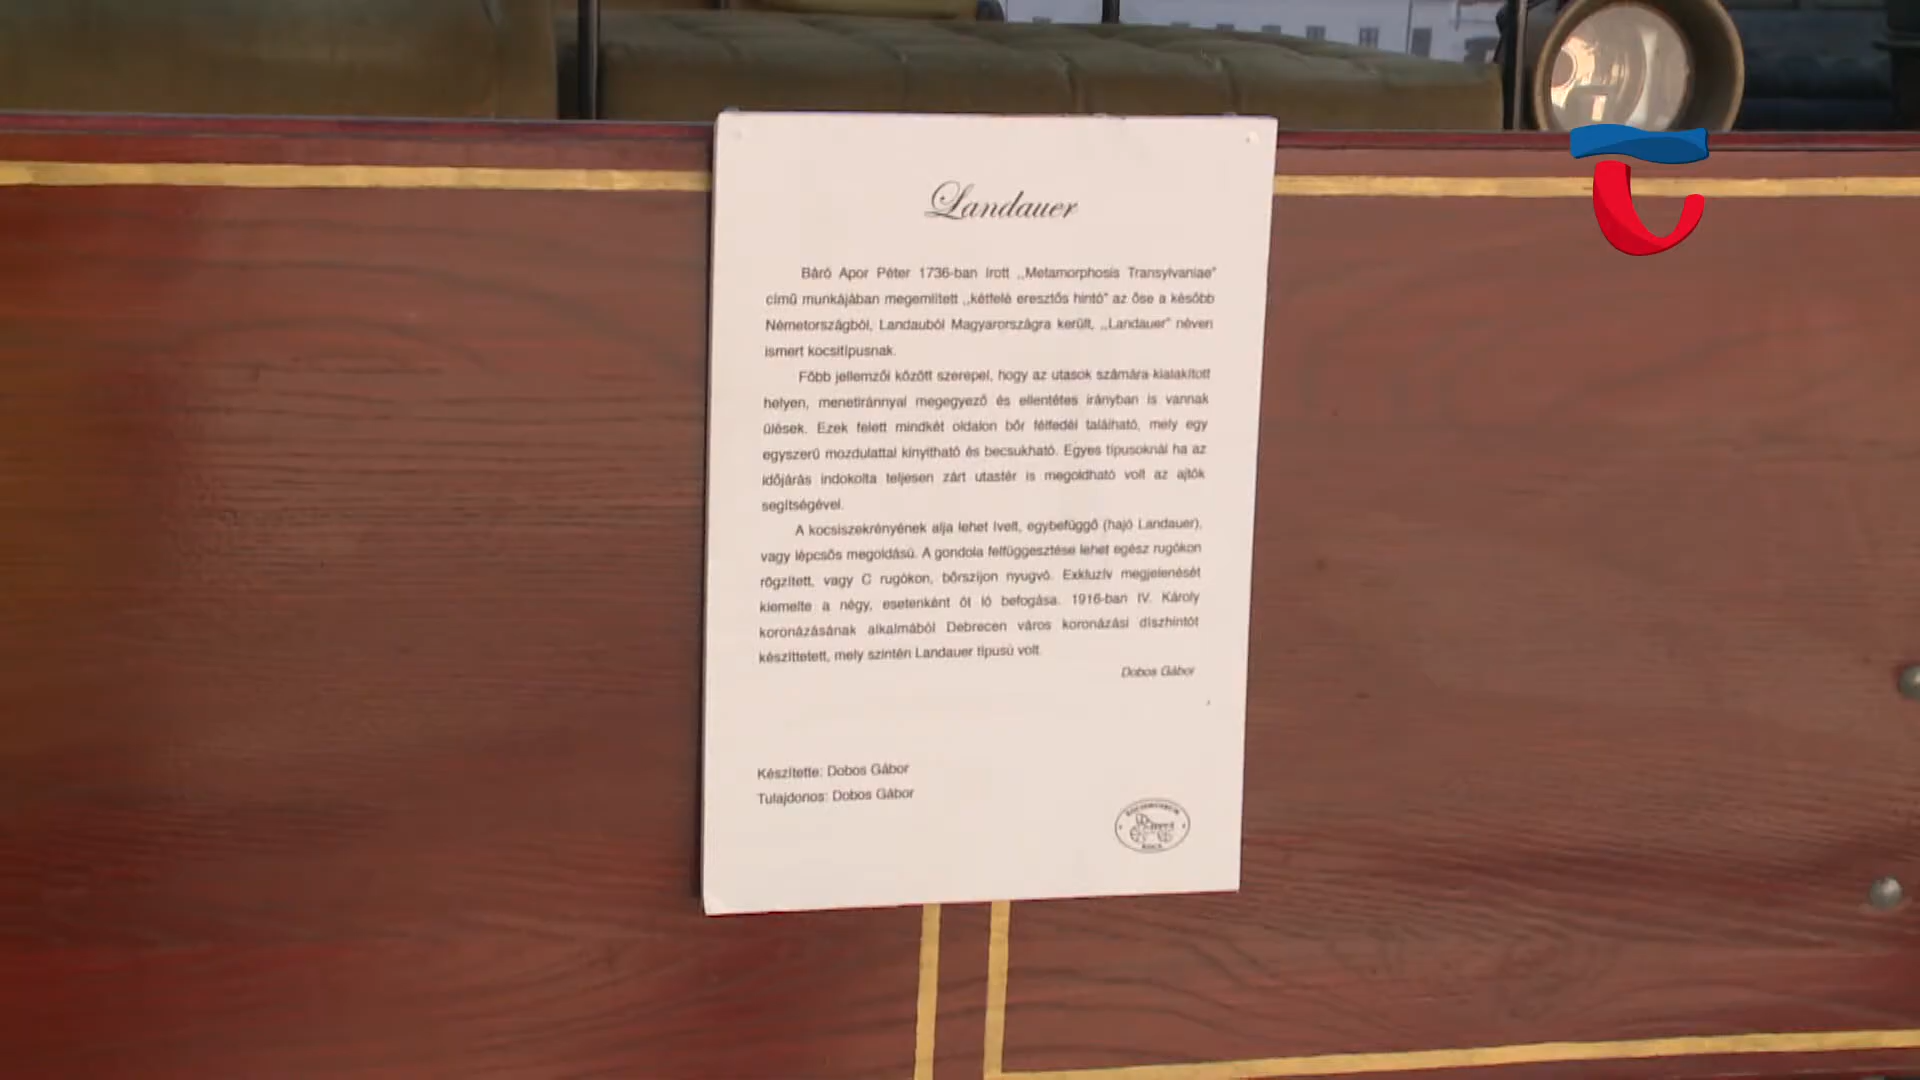 Landauer
Báró Apor Péter 1736-ban írott ,,Metamorphosis Transylvaniae"
című munkájában megemlített ,,kétfelé eresztős hintó" az őse a később
Németországból, Landauból Magyarországra került, ,,Landauer" néven
ismert kocsitípusnak.
Főbb jellemzői között szerepel, hogy az utasok számára kialakított
helyen, menetiránnyal megegyező és ellentétes irányban is vannak
ülések. Ezek felett mindkét oldalon bőr félfedél található, mely egy
egyszerű mozdulattal kinyitható és becsukható. Egyes típusoknál ha az
időjárás indokolta teljesen zárt utastér is megoldható volt az ajtók
segítségével.
A kocsiszekrényének alja lehet ívelt, egybefüggő (hajó Landauer),
vagy lépcsős megoldású. A gondola felfüggesztése lehet egész rugókon
rögzített, vagy C rugókon, bőrszíjon nyugvó. Exkluzív megjelenését
kiemelte a négy, esetenként öt ló befogása. 1916-ban IV. Károly
koronázásának alkalmából Debrecen város koronázási díszhintót
készíttetett, mely szintén Landauer típusú volt.
Dobos Gábor
Készítette: Dobos Gábor
Tulajdonos: Dobos Gábor